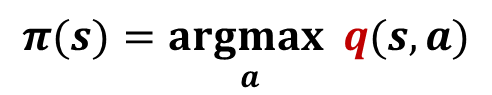 π(s) = argmax q(s, a)
a